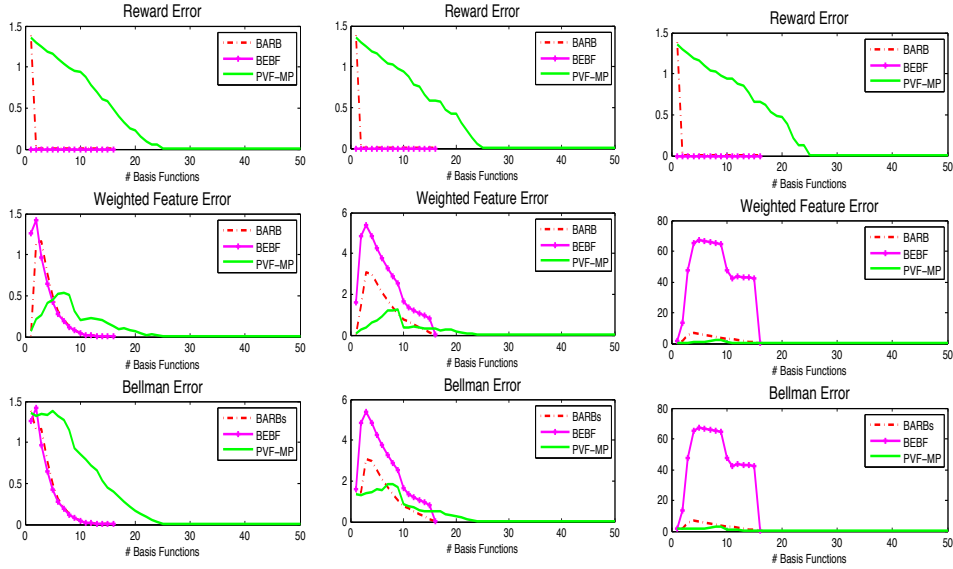 Reward Error
1.5
1
0.5
0
BARB
BEBF
PVF-MP
0 10 20 30 40 50
# Basis Functions
Reward Error
1.5
1
0.5
0
BARB
BEBF
PVF-MP
0 10 20 30 40 50
# Basis Functions
Reward Error
1.5
1
0.5
0
BARB
BEBF
PVF-MP
0 10 20 30 40 50
# Basis Functions
Weighted Feature Error
1.5
1
0.5
0
BARB
BEBF
PVF-MP
0 10 20 30 40 50
# Basis Functions
Weighted Feature Error
6
4
2
0
BARB
BEBF
PVF-MP
0 10 20 30 40 50
# Basis Functions
Weighted Feature Error
80
60
40
20
0
BARB
BEBF
PVF-MP
0 10 20 30 40 50
# Basis Functions
Bellman Error
1.5
1
0.5
0
BARBs
BEBF
PVF-MP
0 10 20 30 40 50
# Basis Functions
Bellman Error
6
4
2
0
BARBs
BEBF
PVF-MP
0 10 20 30 40 50
# Basis Functions
Bellman Error
80
60
40
20
0
BARBs
BEBF
PVF-MP
0 10 20 30 40 50
# Basis Functions